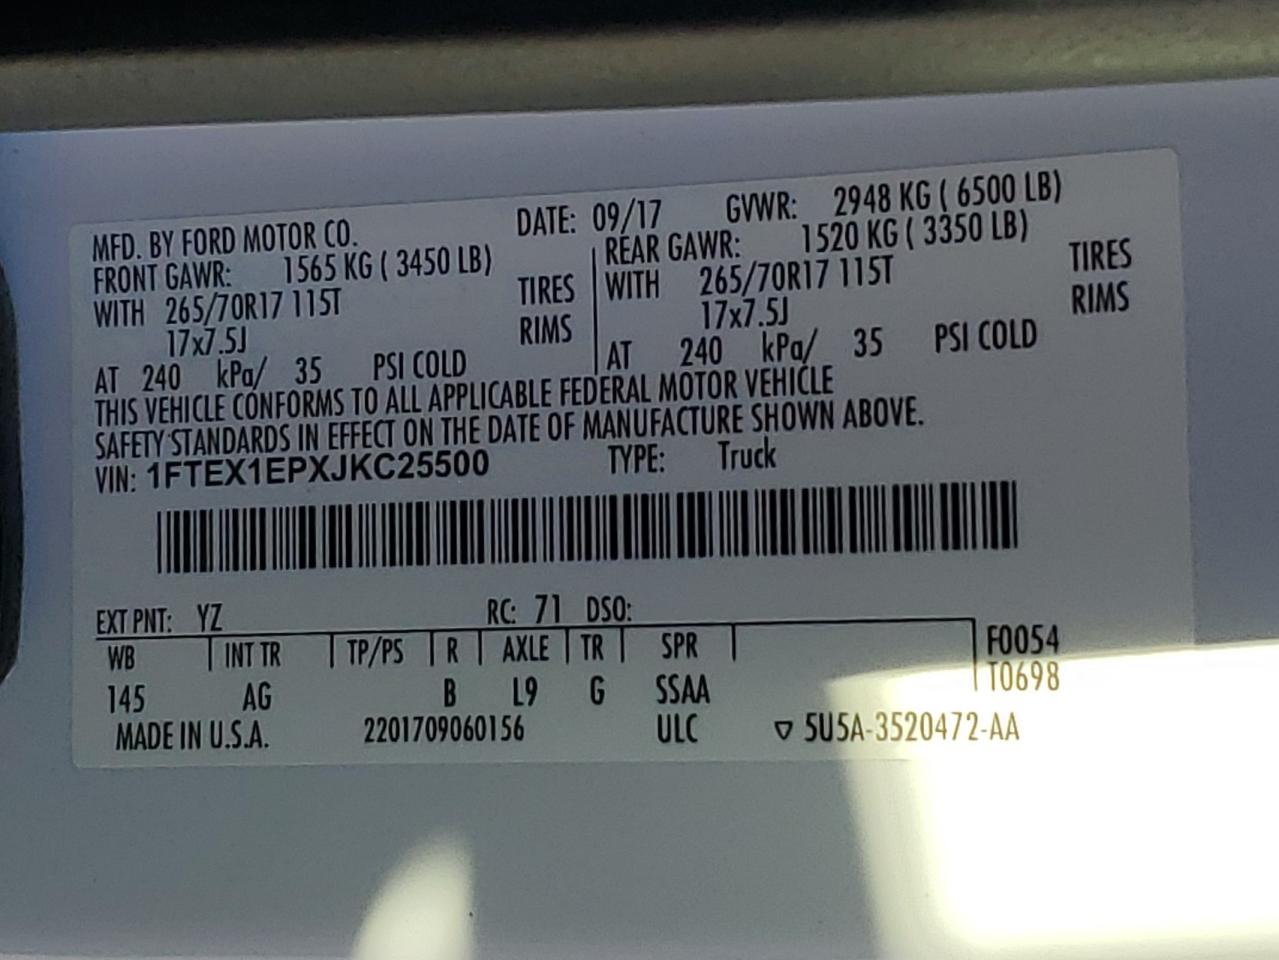 MFD. BY FORD MOTOR CO. DATE: 09/17 GVWR: 2948 KG ( 6500 LB)
FRONT GAWR: 1565 KG ( 3450 LB) REAR GAWR: 1520 KG ( 3350 LB)
WITH 265/70R17 115T TIRES WITH 265/70R17 115T TIRES
17x7.5J RIMS 17x7.5J RIMS
AT 240 kPa/ 35 PSI COLD AT 240 kPa/ 35 PSI COLD
THIS VEHICLE CONFORMS TO ALL APPLICABLE FEDERAL MOTOR VEHICLE
SAFETY STANDARDS IN EFFECT ON THE DATE OF MANUFACTURE SHOWN ABOVE.
VIN: 1FTEX1EPXJKC25500 TYPE: Truck
EXT PNT: YZ RC: 71 DSO:
WB INT TR TP/PS R AXLE TR SPR F0054
145 AG B L9 G SSAA T0698
MADE IN U.S.A. 2201709060156 ULC ▽ 5U5A-3520472-AA